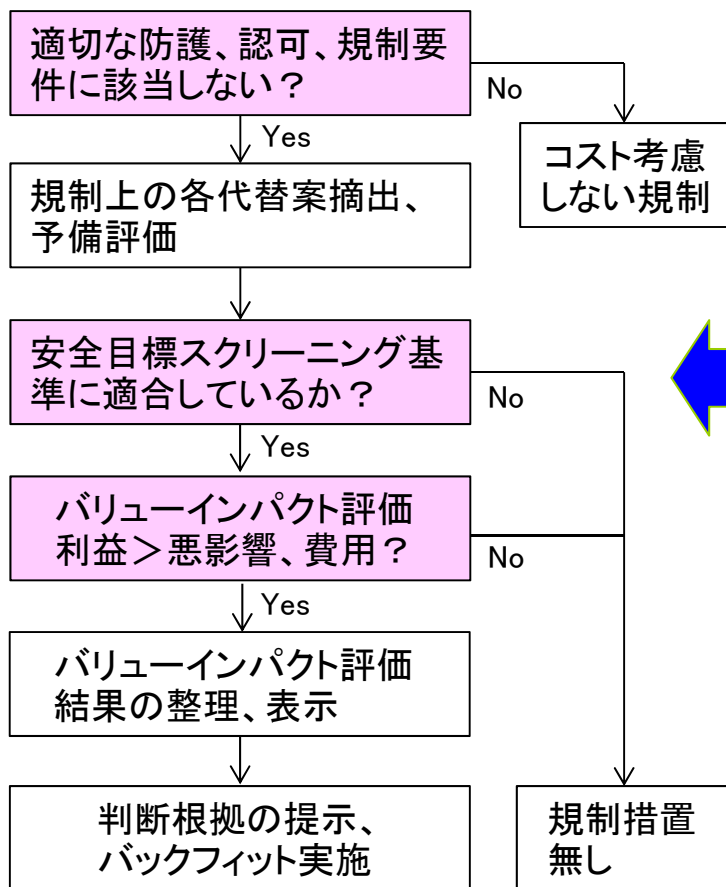 適切な防護、認可、規制要
件に該当しない？
No
Yes
コスト考慮
しない規制
規制上の各代替案摘出、
予備評価
安全目標スクリーニング基
準に適合しているか？
No
Yes
バリューインパクト評価
利益＞悪影響、費用？
No
Yes
バリューインパクト評価
結果の整理、表示
判断根拠の提示、
バックフィット実施
規制措置
無し